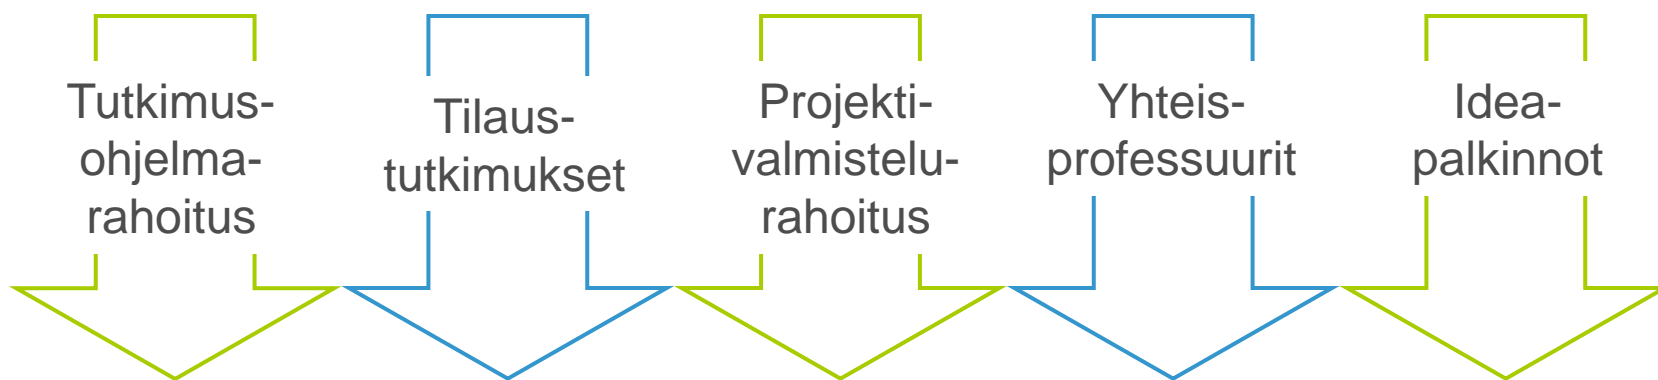 Tutkimus-
ohjelma-
rahoitus
Tilaus-
tutkimukset
Projekti-
valmistelu-
rahoitus
Yhteis-
professuurit
Idea-
palkinnot